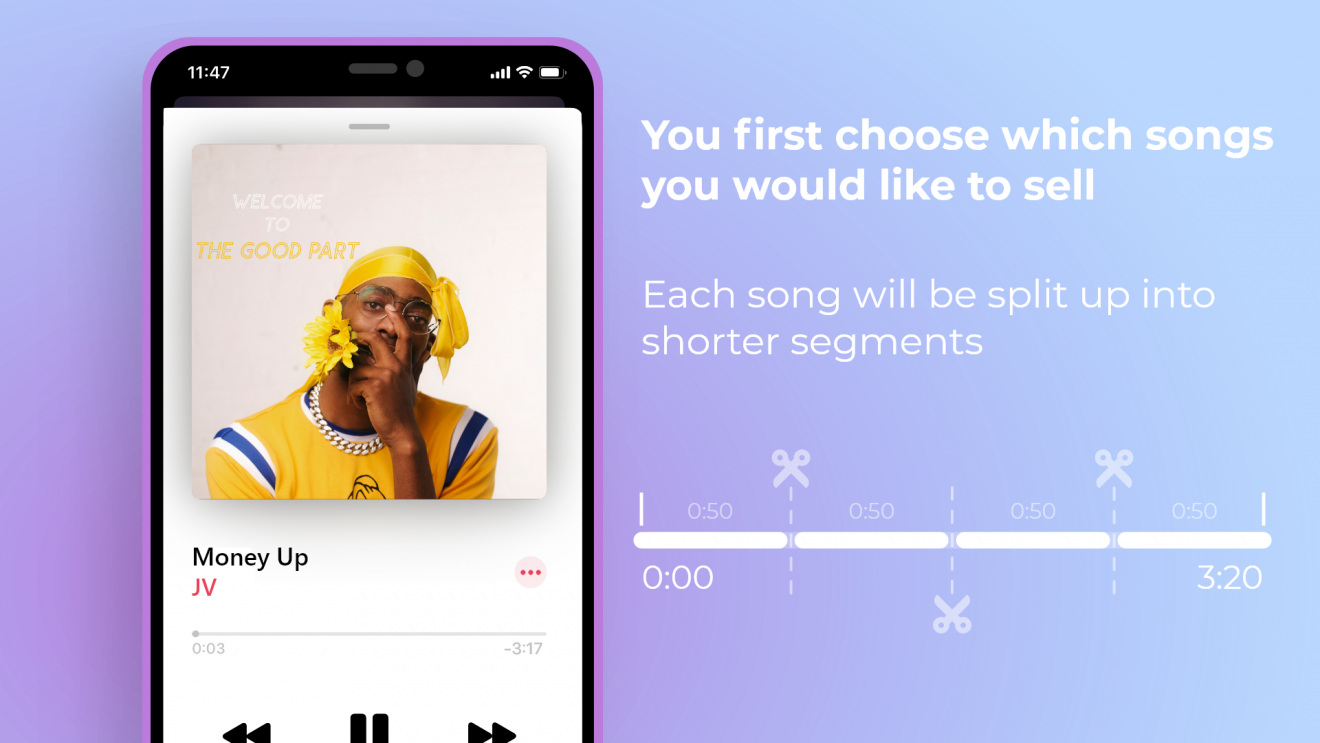 11:47
WELCOME
TO
THE GOOD PART
Money Up
JV
0:03 -3:17
You first choose which songs
you would like to sell
Each song will be split up into
shorter segments
0:50 0:50 0:50 0:50
0:00 3:20